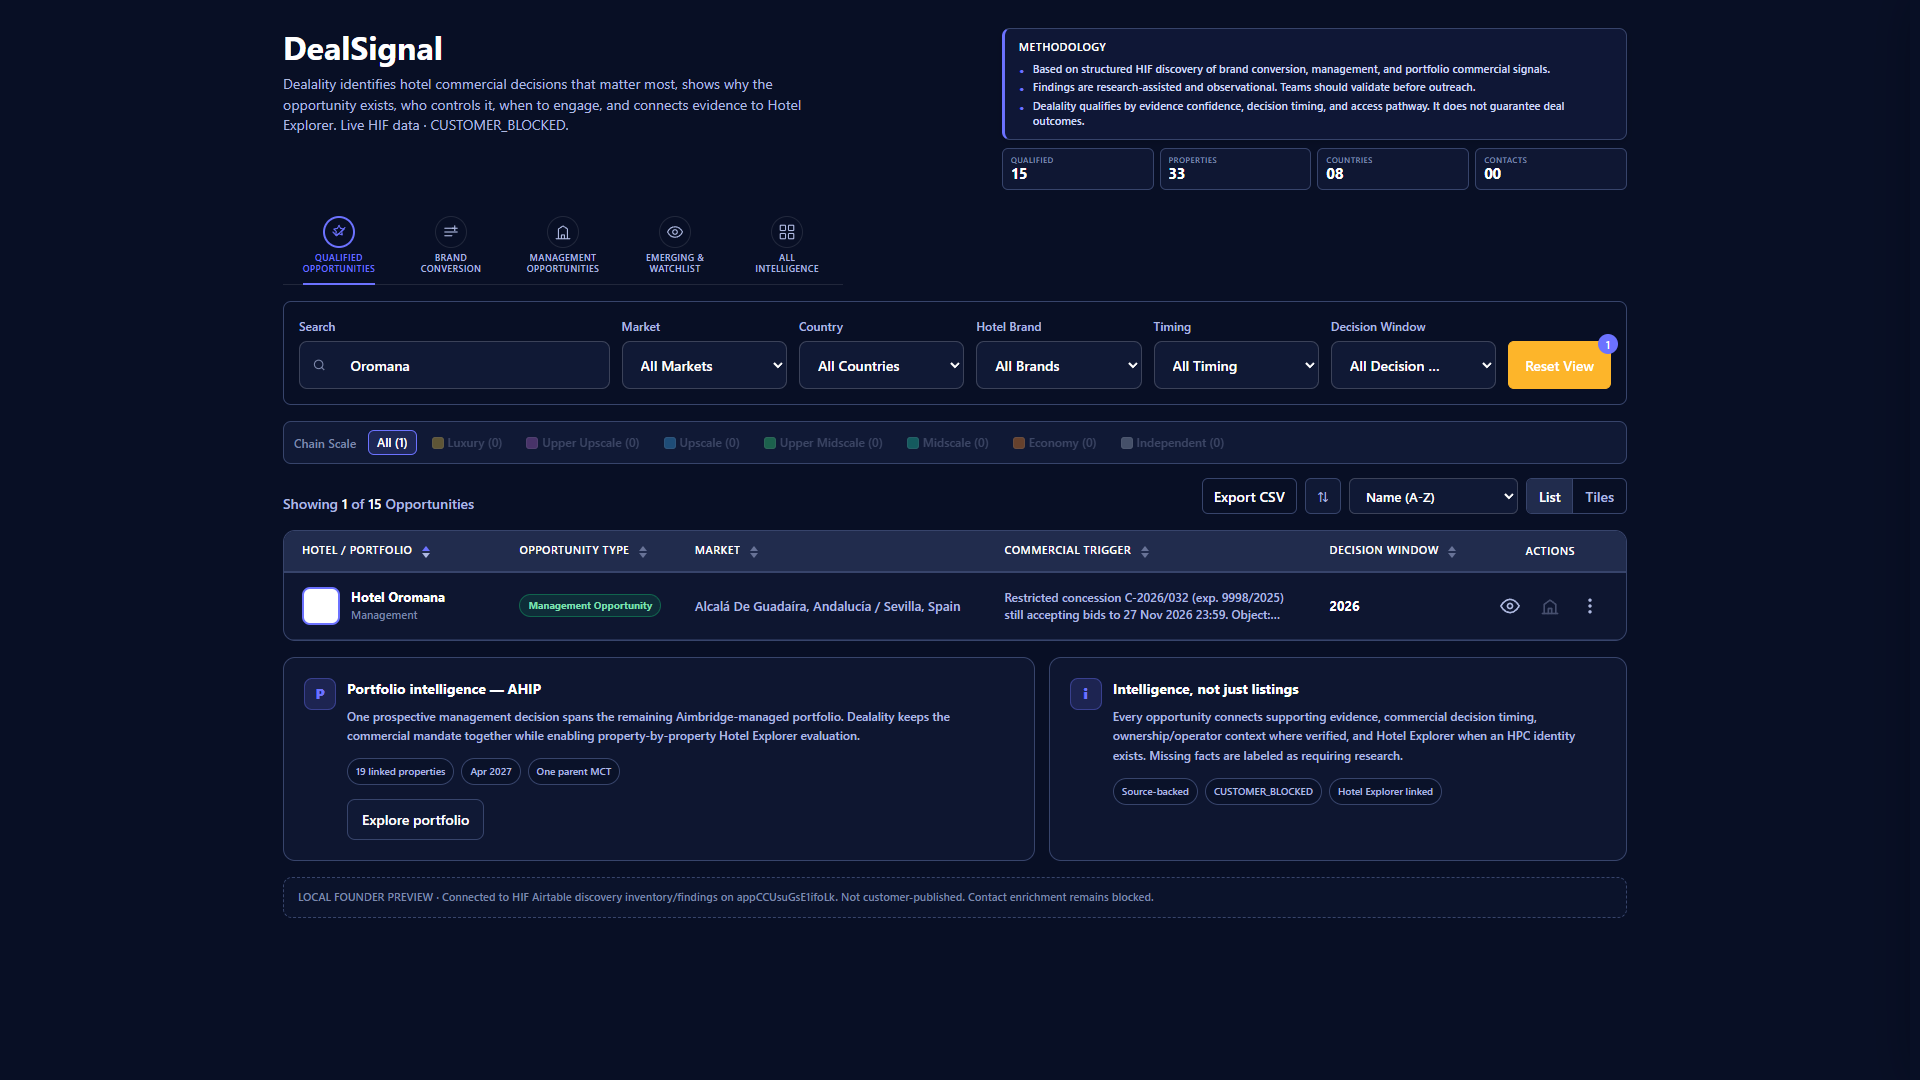 DealSignal
Dealality identifies hotel commercial decisions that matter most, shows why the
opportunity exists, who controls it, when to engage, and connects evidence to Hotel
Explorer. Live HIF data · CUSTOMER_BLOCKED.
METHODOLOGY
• Based on structured HIF discovery of brand conversion, management, and portfolio commercial signals.
• Findings are research-assisted and observational. Teams should validate before outreach.
• Dealality qualifies by evidence confidence, decision timing, and access pathway. It does not guarantee deal
outcomes.
QUALIFIED
15
PROPERTIES
33
COUNTRIES
08
CONTACTS
00
QUALIFIED
OPPORTUNITIES
BRAND
CONVERSION
MANAGEMENT
OPPORTUNITIES
EMERGING &
WATCHLIST
ALL
INTELLIGENCE
Search
Oromana
Market
All Markets
Country
All Countries
Hotel Brand
All Brands
Timing
All Timing
Decision Window
All Decision ...
Reset View
1
Chain Scale
All (1)
Luxury (0)
Upper Upscale (0)
Upscale (0)
Upper Midscale (0)
Midscale (0)
Economy (0)
Independent (0)
Showing 1 of 15 Opportunities
Export CSV
Name (A-Z)
List
Tiles
HOTEL / PORTFOLIO
OPPORTUNITY TYPE
MARKET
COMMERCIAL TRIGGER
DECISION WINDOW
ACTIONS
Hotel Oromana
Management
Management Opportunity
Alcalá De Guadaíra, Andalucía / Sevilla, Spain
Restricted concession C-2026/032 (exp. 9998/2025)
still accepting bids to 27 Nov 2026 23:59. Object:...
2026
P
Portfolio intelligence — AHIP
One prospective management decision spans the remaining Aimbridge-managed portfolio. Dealality keeps the
commercial mandate together while enabling property-by-property Hotel Explorer evaluation.
19 linked properties
Apr 2027
One parent MCT
Explore portfolio
i
Intelligence, not just listings
Every opportunity connects supporting evidence, commercial decision timing,
ownership/operator context where verified, and Hotel Explorer when an HPC identity
exists. Missing facts are labeled as requiring research.
Source-backed
CUSTOMER_BLOCKED
Hotel Explorer linked
LOCAL FOUNDER PREVIEW · Connected to HIF Airtable discovery inventory/findings on appCCUsuGsE1ifoLk. Not customer-published. Contact enrichment remains blocked.